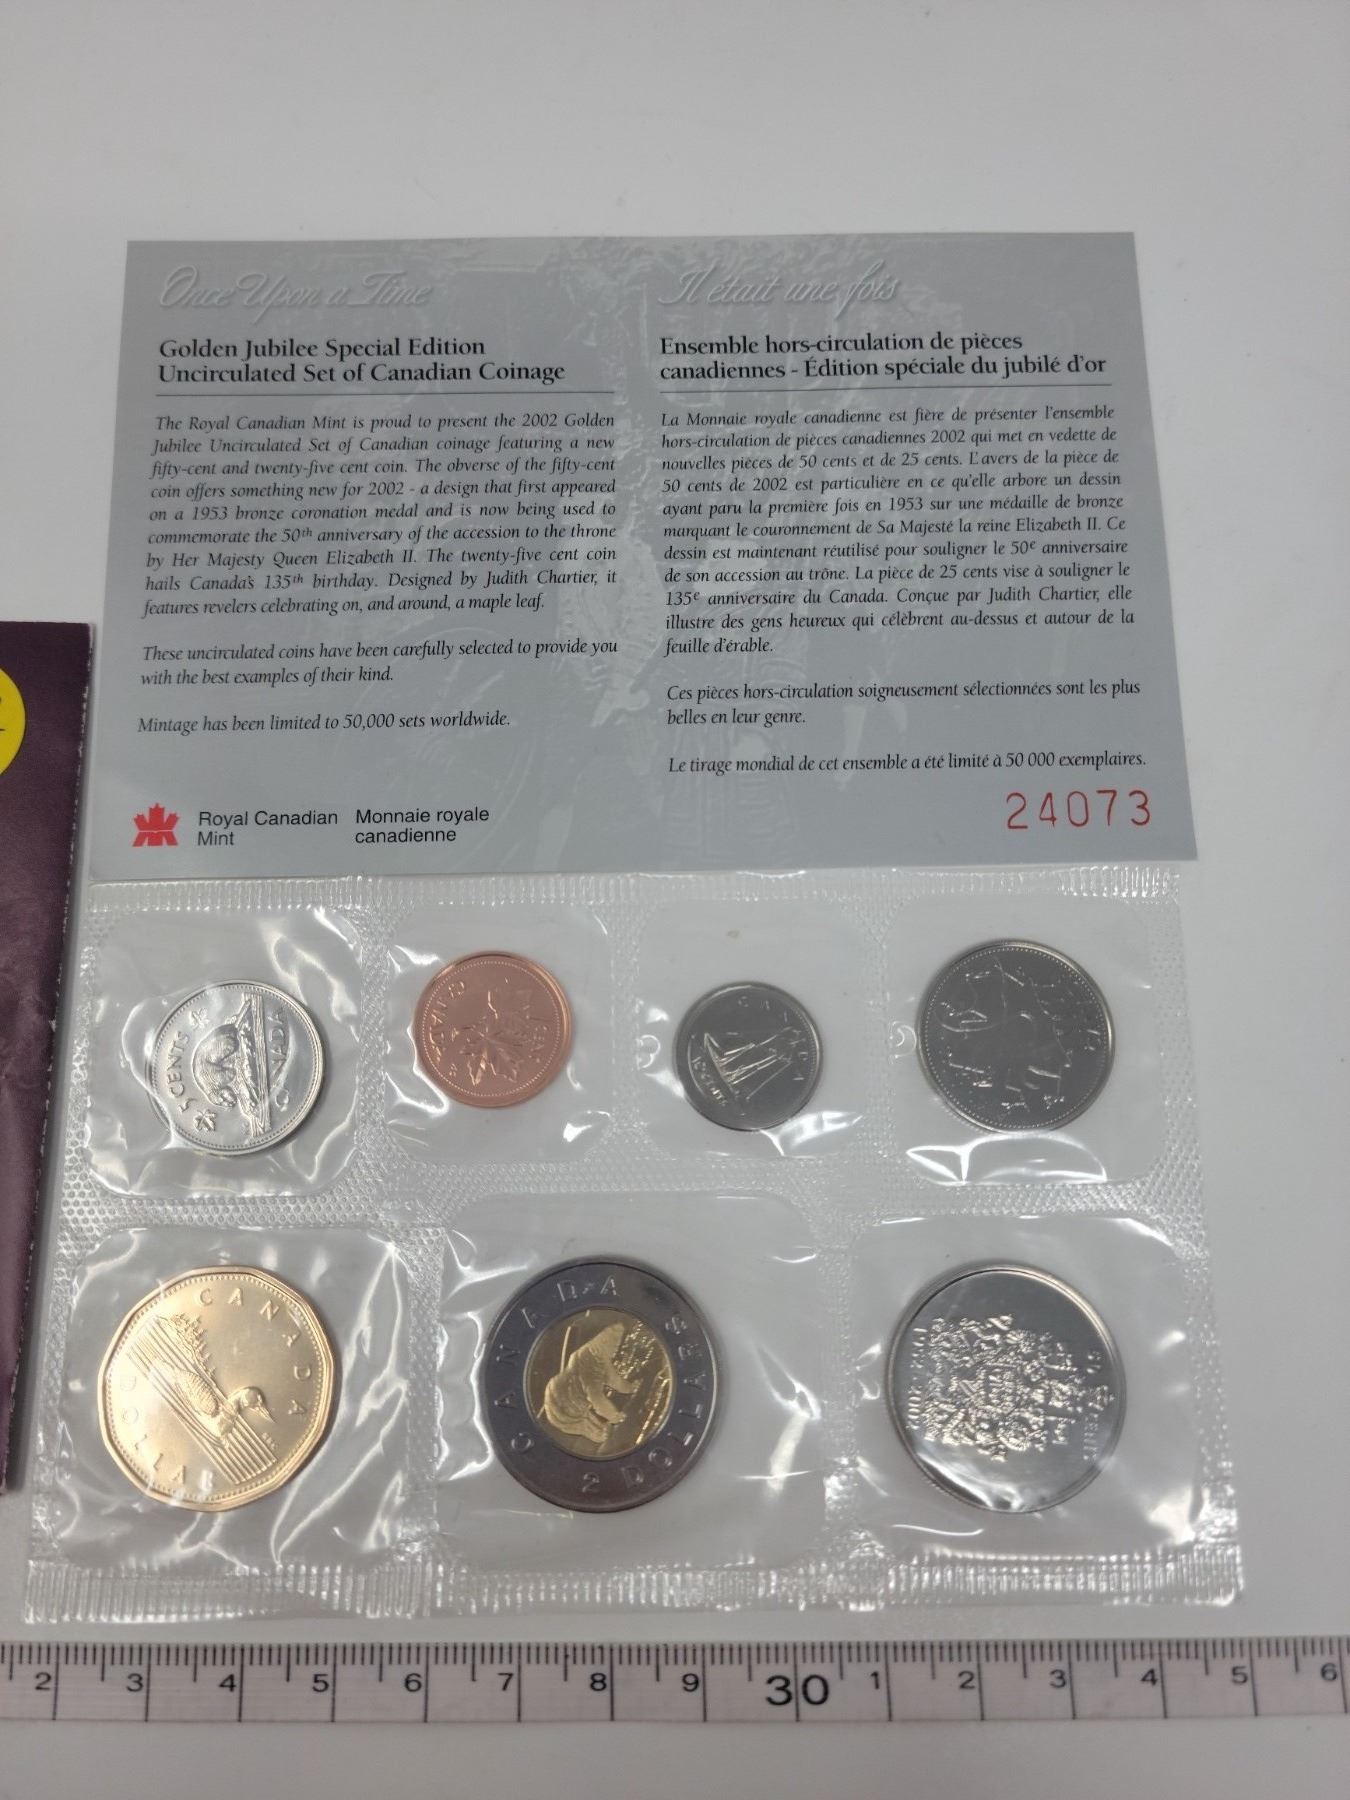 Once Upon a Time
Golden Jubilee Special Edition
Uncirculated Set of Canadian Coinage
The Royal Canadian Mint is proud to present the 2002 Golden
Jubilee Uncirculated Set of Canadian coinage featuring a new
fifty-cent and twenty-five cent coin. The obverse of the fifty-cent
coin offers something new for 2002 - a design that first appeared
on a 1953 bronze coronation medal and is now being used to
commemorate the 50th anniversary of the accession to the throne
by Her Majesty Queen Elizabeth II. The twenty-five cent coin
hails Canada's 135th birthday. Designed by Judith Chartier, it
features revelers celebrating on, and around, a maple leaf.
These uncirculated coins have been carefully selected to provide you
with the best examples of their kind.
Mintage has been limited to 50,000 sets worldwide.
Royal Canadian
Mint
Monnaie royale
canadienne
Il était une fois
Ensemble hors-circulation de pièces
canadiennes - Édition spéciale du jubilé d'or
La Monnaie royale canadienne est fière de présenter l'ensemble
hors-circulation de pièces canadiennes 2002 qui met en vedette de
nouvelles pièces de 50 cents et de 25 cents. L'avers de la pièce de
50 cents de 2002 est particulière en ce qu'elle arbore un dessin
ayant paru la première fois en 1953 sur une médaille de bronze
marquant le couronnement de Sa Majesté la reine Elizabeth II. Ce
dessin est maintenant réutilisé pour souligner le 50e anniversaire
de son accession au trône. La pièce de 25 cents vise à souligner le
135e anniversaire du Canada. Conçue par Judith Chartier, elle
illustre des gens heureux qui célèbrent au-dessus et autour de la
feuille d'érable.
Ces pièces hors-circulation soigneusement sélectionnées sont les plus
belles en leur genre.
Le tirage mondial de cet ensemble a été limité à 50 000 exemplaires.
24073
5 CENTS
CANADA
CANADA
1 CENT
CANADA
10 CENTS
CANADA
DOLLAR
CANADA
2 DOLLARS
50 CENTS
2 3 4 5 6 7 8 9 30 1 2 3 4 5 6